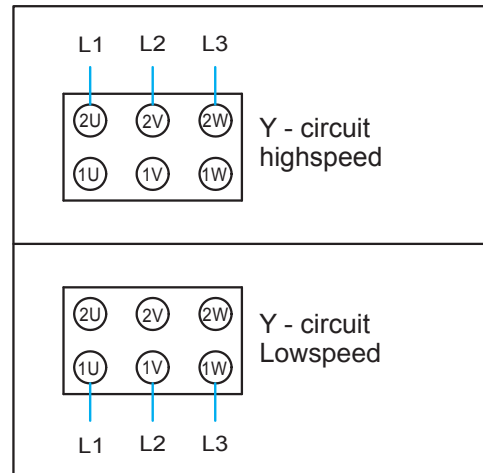 L1 L2 L3
2U 2V 2W
1U 1V 1W
Y - circuit
highspeed
2U 2V 2W
1U 1V 1W
Y - circuit
Lowspeed
L1 L2 L3